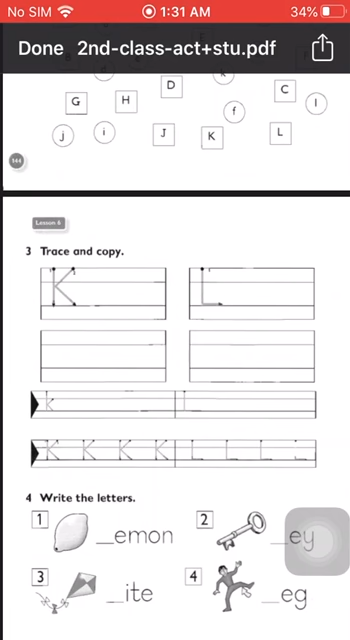 No SIM 1:31 AM 34%
Done 2nd-class-act+stu.pdf
D C
G H l
f
j i J K L
144
Lesson 6
3 Trace and copy.
K L
k l
K K K K L L L L
4 Write the letters.
1 _emon 2 _ey
3 _ite 4 _eg